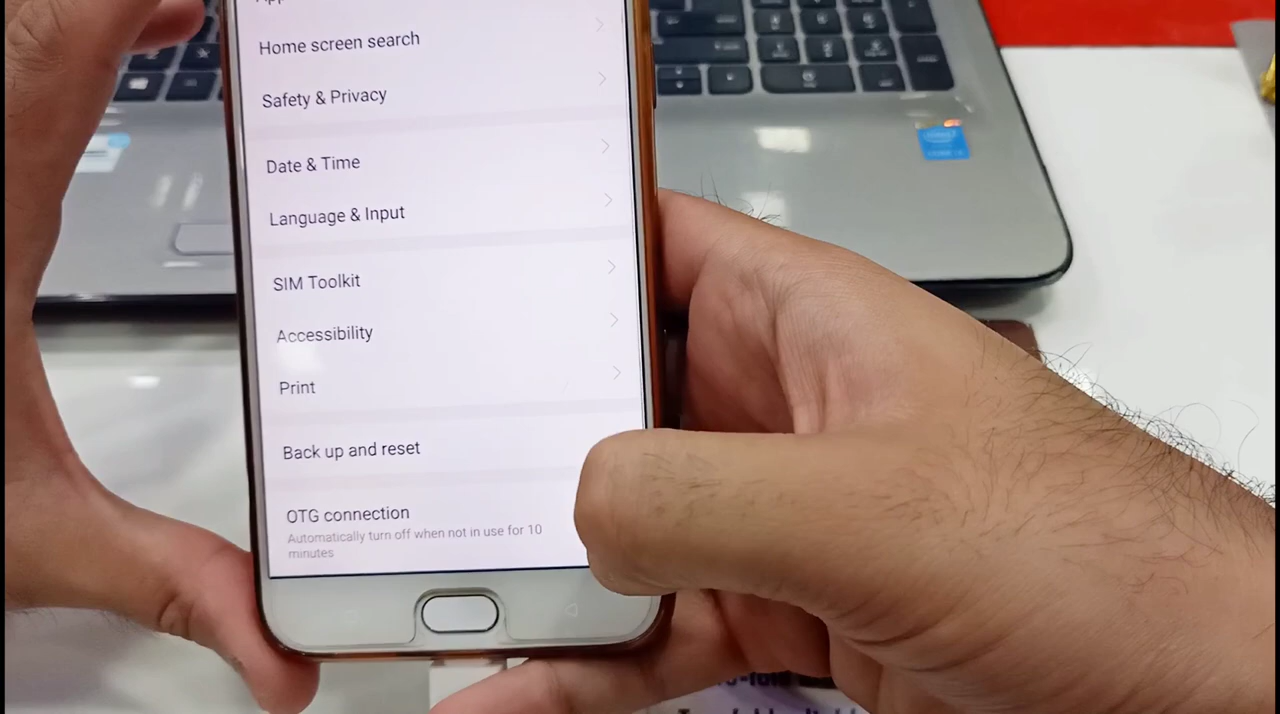 Home screen search
Safety & Privacy
Date & Time
Language & Input
SIM Toolkit
Accessibility
Print
Back up and reset
OTG connection
Automatically turn off when not in use for 10
minutes